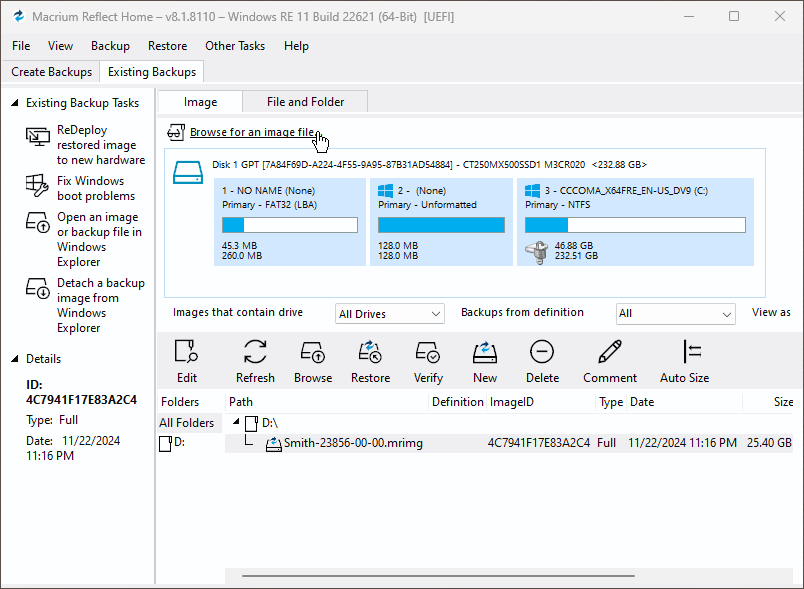 Macrium Reflect Home – v8.1.8110 – Windows RE 11 Build 22621 (64-Bit)  [UEFI]
File View Backup Restore Other Tasks Help
Create Backups Existing Backups
Existing Backup Tasks
ReDeploy
restored image
to new hardware
Fix Windows
boot problems
Open an image
or backup file in
Windows
Explorer
Detach a backup
image from
Windows
Explorer
Details
ID:
4C7941F17E83A2C4
Type: Full
Date: 11/22/2024
11:16 PM
Image File and Folder
Browse for an image file
Disk 1 GPT [7A84F69D-A224-4F55-9A95-87B31AD54884] - CT250MX500SSD1 M3CR020 <232.88 GB>
1 - NO NAME (None)
Primary - FAT32 (LBA)
45.3 MB
260.0 MB
2 - (None)
Primary - Unformatted
128.0 MB
128.0 MB
3 - CCCOMA_X64FRE_EN-US_DV9 (C:)
Primary - NTFS
46.88 GB
232.51 GB
Images that contain drive All Drives Backups from definition All View as
Edit Refresh Browse Restore Verify New Delete Comment Auto Size
Folders Path Definition ImageID Type Date Size
All Folders D:\
D: Smith-23856-00-00.mrimg 4C7941F17E83A2C4 Full 11/22/2024 11:16 PM 25.40 GB